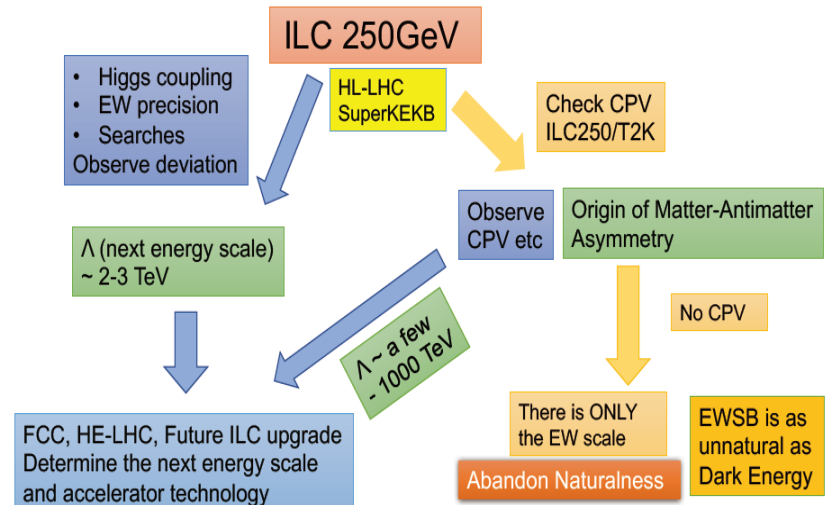 ILC 250GeV
• Higgs coupling
• EW precision
• Searches
Observe deviation
HL-LHC
SuperKEKB
Check CPV
ILC250/T2K
Observe
CPV etc
Origin of Matter-Antimatter
Asymmetry
Λ (next energy scale)
~ 2-3 TeV
No CPV
Λ ~ a few
- 1000 TeV
There is ONLY
the EW scale
EWSB is as
unnatural as
Dark Energy
FCC, HE-LHC, Future ILC upgrade
Determine the next energy scale
and accelerator technology
Abandon Naturalness